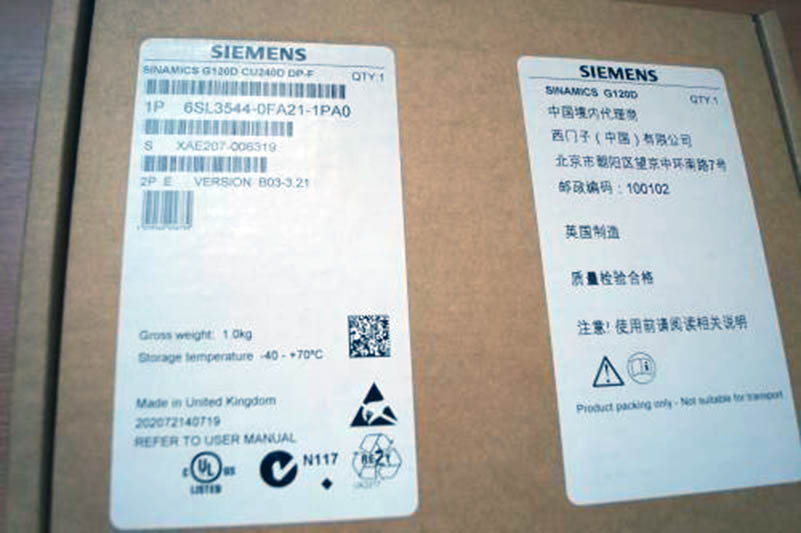 SIEMENS
SINAMICS G120D CU240D DP-F
QTY.1
1P 6SL3544-0FA21-1PA0
S XAE207-006319
2P E VERSION B03-3.21
Gross weight: 1.0kg
Storage temperature -40 - +70ºC
Made in United Kingdom
202072140719
REFER TO USER MANUAL
C UL US
LISTED
N117
RE21
SIEMENS
SINAMICS G120D
QTY.1
中国境内代理商
西门子（中国）有限公司
北京市朝阳区望京中环南路7号
邮政编码：100102
英国制造
质量检验合格
注意! 使用前请阅读相关说明
Product packing only - Not suitable for transport